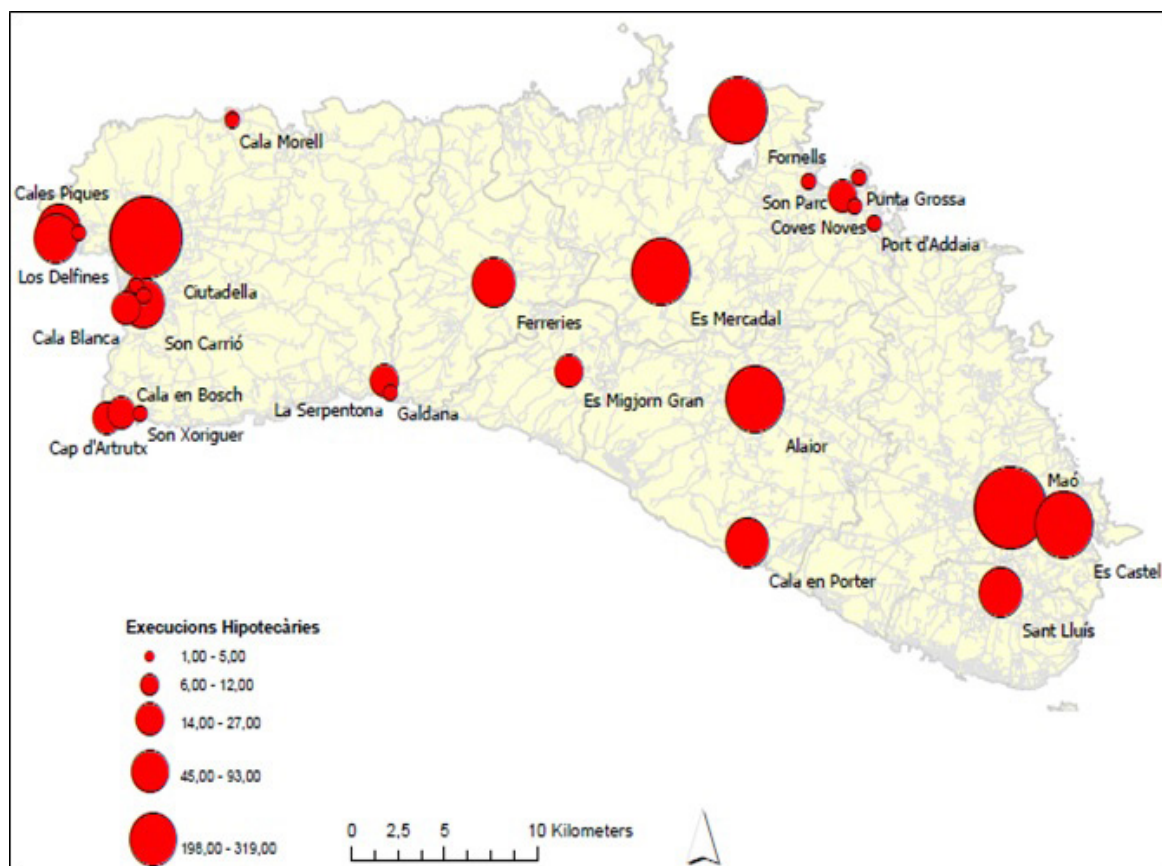 Cala Morell
Fornells
Cales Piques
Son Parc
Punta Grossa
Coves Noves
Port d'Addaia
Los Delfines
Ciutadella
Ferreries
Es Mercadal
Cala Blanca
Son Carrió
Cala en Bosch
La Serpentona
Galdana
Es Migjorn Gran
Cap d'Artrutx
Son Xoriguer
Alaior
Maó
Es Castel
Cala en Porter
Sant Lluís
Execucions Hipotecàries
1,00 - 5,00
6,00 - 12,00
14,00 - 27,00
45,00 - 93,00
198,00 - 319,00
0 2,5 5 10 Kilometers